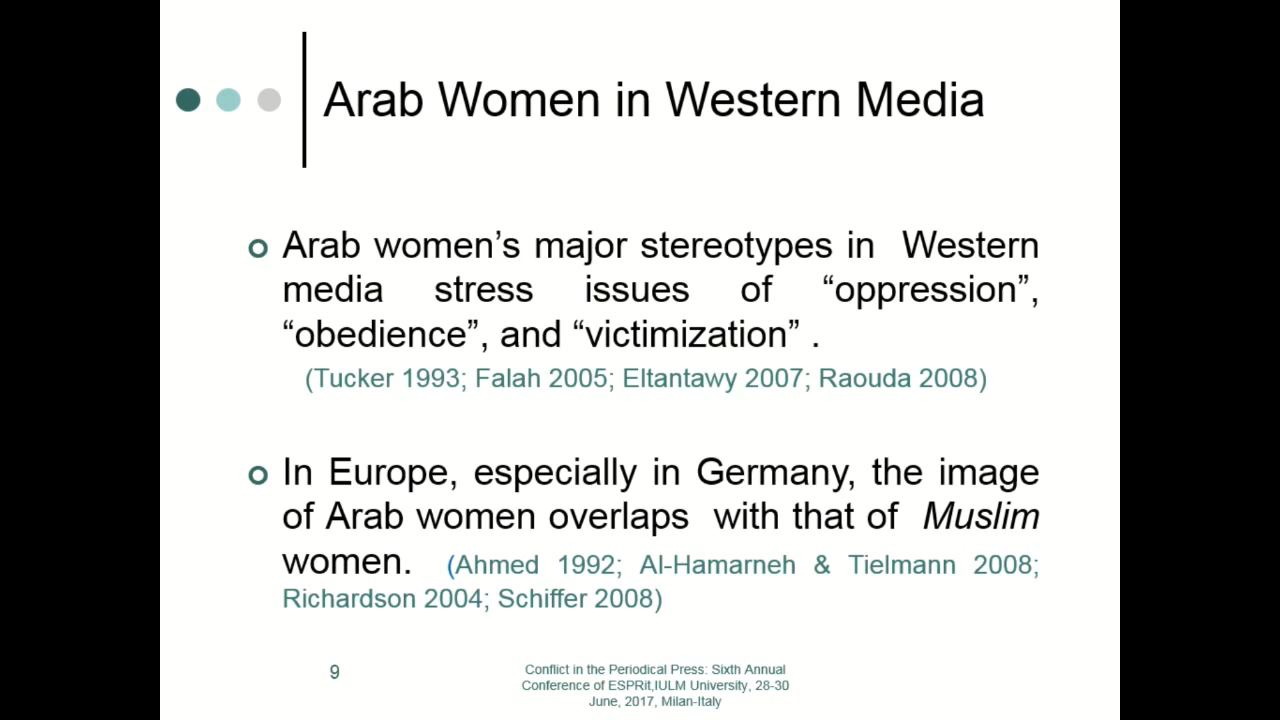 Arab Women in Western Media
Arab women’s major stereotypes in Western
media stress issues of “oppression”,
“obedience”, and “victimization” .
(Tucker 1993; Falah 2005; Eltantawy 2007; Raouda 2008)
In Europe, especially in Germany, the image
of Arab women overlaps with that of Muslim
women. (Ahmed 1992; Al-Hamarneh & Tielmann 2008;
Richardson 2004; Schiffer 2008)
9
Conflict in the Periodical Press: Sixth Annual
Conference of ESPRit,IULM University, 28-30
June, 2017, Milan-Italy